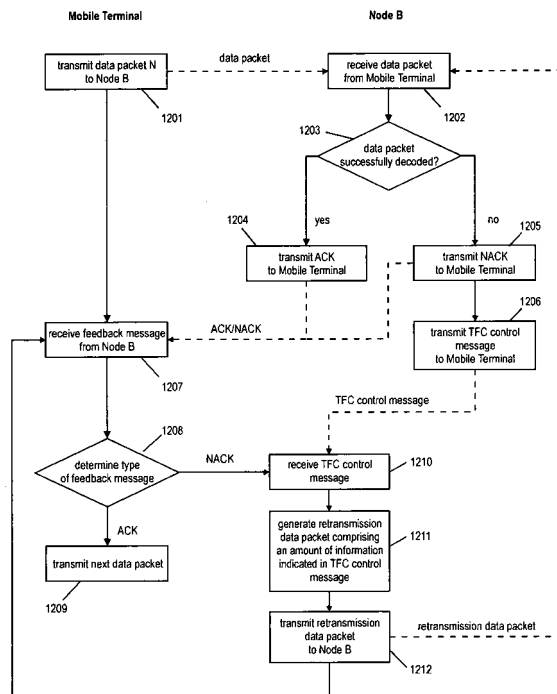 Mobile Terminal
Node B
transmit data packet N
to Node B
data packet
receive data packet
from Mobile Terminal
1201
1202
1203
data packet
successfully decoded?
1204
yes
no
1205
transmit ACK
to Mobile Terminal
transmit NACK
to Mobile Terminal
1206
ACK/NACK
receive feedback message
from Node B
transmit TFC control
message
to Mobile Terminal
1207
TFC control message
1208
NACK
determine type
of feedback message
receive TFC control
message
1210
ACK
generate retransmission
data packet comprising
an amount of information
indicated in TFC control
message
1211
transmit next data packet
1209
transmit retransmission
data packet
to Node B
retransmission data packet
1212